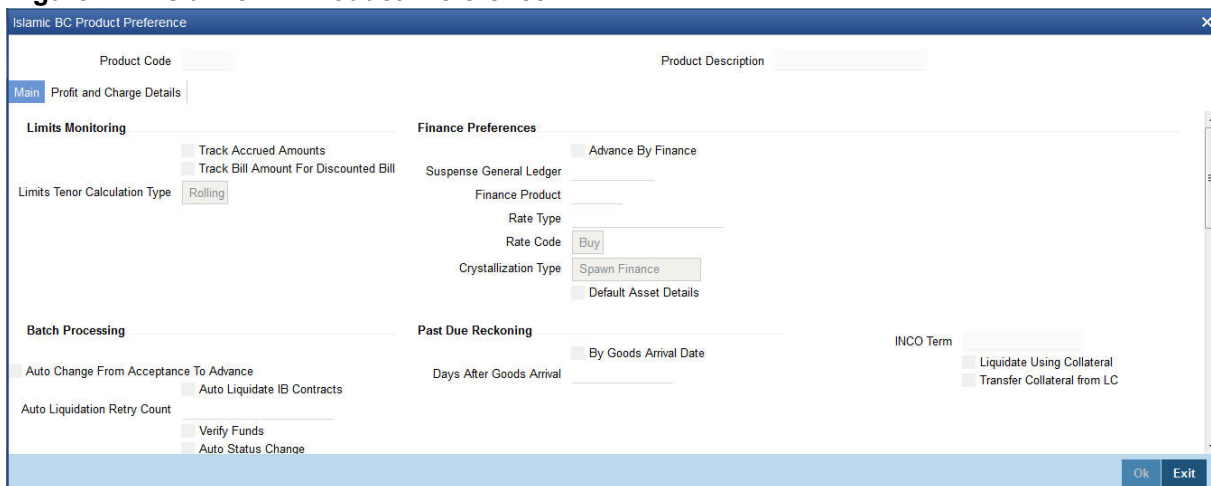 Islamic BC Product Preference ×
Product Code Product Description
Main Profit and Charge Details
Limits Monitoring
Track Accrued Amounts
Track Bill Amount For Discounted Bill
Limits Tenor Calculation Type Rolling
Finance Preferences
Advance By Finance
Suspense General Ledger
Finance Product
Rate Type
Rate Code Buy
Crystallization Type Spawn Finance
Default Asset Details
Batch Processing
Auto Change From Acceptance To Advance
Auto Liquidate IB Contracts
Auto Liquidation Retry Count
Verify Funds
Auto Status Change
Past Due Reckoning
By Goods Arrival Date
Days After Goods Arrival
INCO Term
Liquidate Using Collateral
Transfer Collateral from LC
Ok Exit